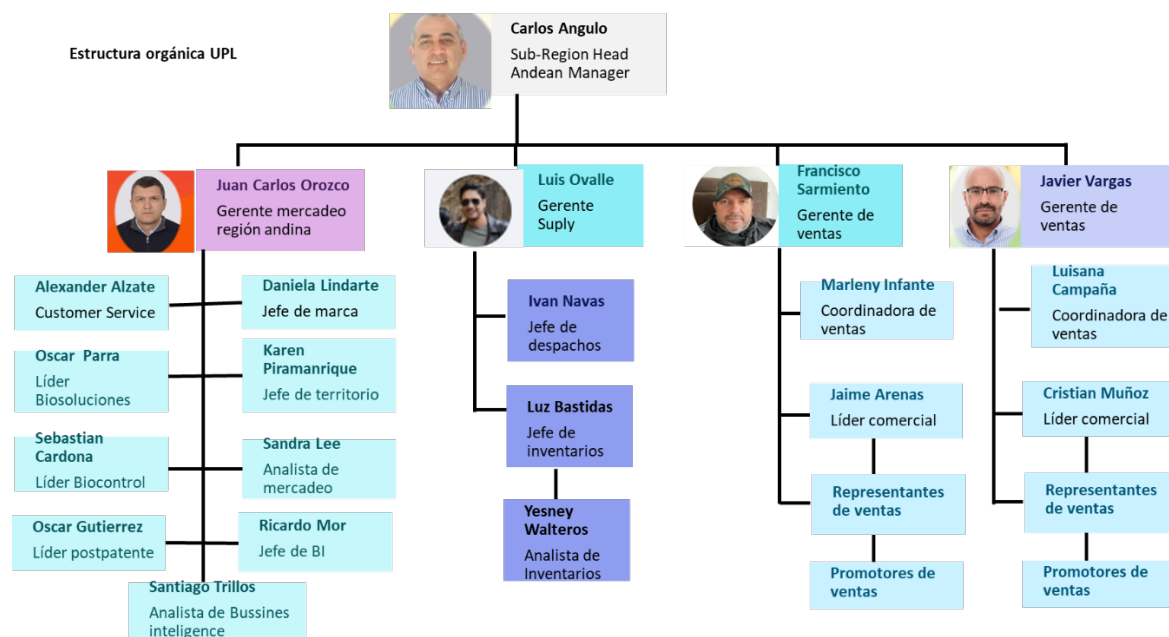 Estructura orgánica UPL
Carlos Angulo
Sub-Region Head
Andean Manager
Juan Carlos Orozco
Gerente mercadeo
región andina
Luis Ovalle
Gerente
Suply
Francisco
Sarmiento
Gerente de
ventas
Javier Vargas
Gerente de
ventas
Alexander Alzate
Customer Service
Daniela Lindarte
Jefe de marca
Oscar Parra
Líder
Biosoluciones
Karen
Piramanrique
Jefe de territorio
Sebastian
Cardona
Líder Biocontrol
Sandra Lee
Analista de
mercadeo
Oscar Gutierrez
Líder postpatente
Ricardo Mor
Jefe de BI
Santiago Trillos
Analista de Bussines
inteligence
Ivan Navas
Jefe de
despachos
Luz Bastidas
Jefe de
inventarios
Yesney
Walteros
Analista de
Inventarios
Marleny Infante
Coordinadora de
ventas
Jaime Arenas
Líder comercial
Representantes
de ventas
Promotores de
ventas
Luisana
Campaña
Coordinadora de
ventas
Cristian Muñoz
Líder comercial
Representantes
de ventas
Promotores de
ventas